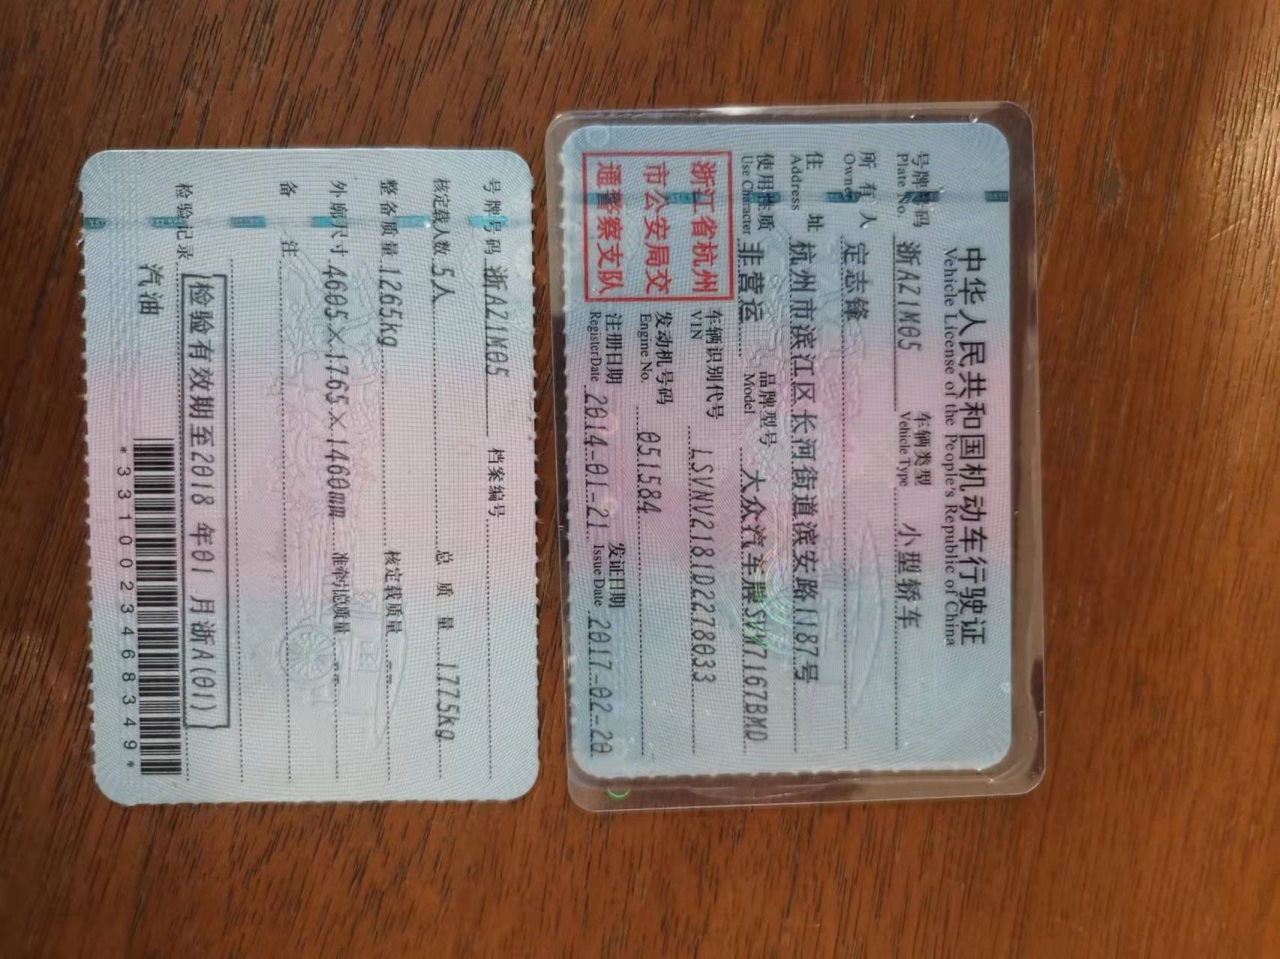 中华人民共和国机动车行驶证
Vehicle License of the People's Republic of China
号牌号码 浙AZ1M05 车辆类型 小型轿车
Plate No. Vehicle Type
所有人 定志锋
Owner
住址 杭州市滨江区长河街道滨安路1187号
Address
使用性质 非营运 品牌型号 大众汽车牌SVW7167BMD
Use Character Model
浙江省杭州
市公安局交
通警察支队
车辆识别代号 LSVNV2181D2278033
VIN
发动机号码 051584
Engine No.
注册日期 2014-01-21 发证日期 2017-02-20
Register Date Issue Date
号牌号码 浙AZ1M05 档案编号
核定载人数 5人 总质量 1775kg
整备质量 1265kg 核定载质量 --
外廓尺寸 4605×1765×1460mm 准牵引总质量 --
备注
检验记录 检验有效期至2018年01月浙A(01)
汽油 *3310023468349*